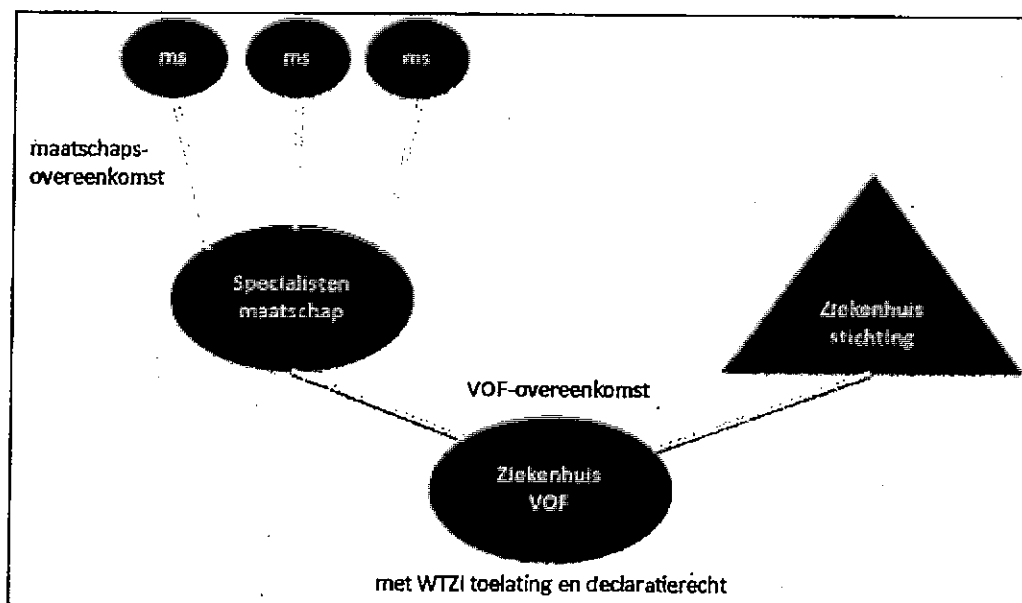 ms
ms
ms
maatschaps-
overeenkomst
Specialisten
maatschap
Ziekenhuis
stichting
VOF-overeenkomst
Ziekenhuis
VOF
met WTZI toelating en declaratierecht